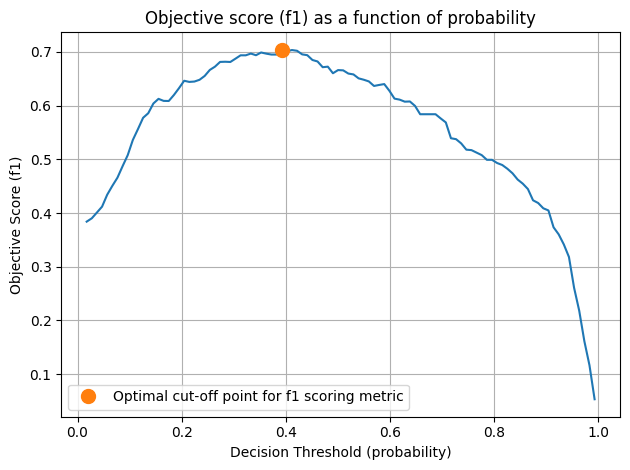 Objective score (f1) as a function of probability
Objective Score (f1)
0.7
0.6
0.5
0.4
0.3
0.2
0.1
Optimal cut-off point for f1 scoring metric
0.0 0.2 0.4 0.6 0.8 1.0
Decision Threshold (probability)